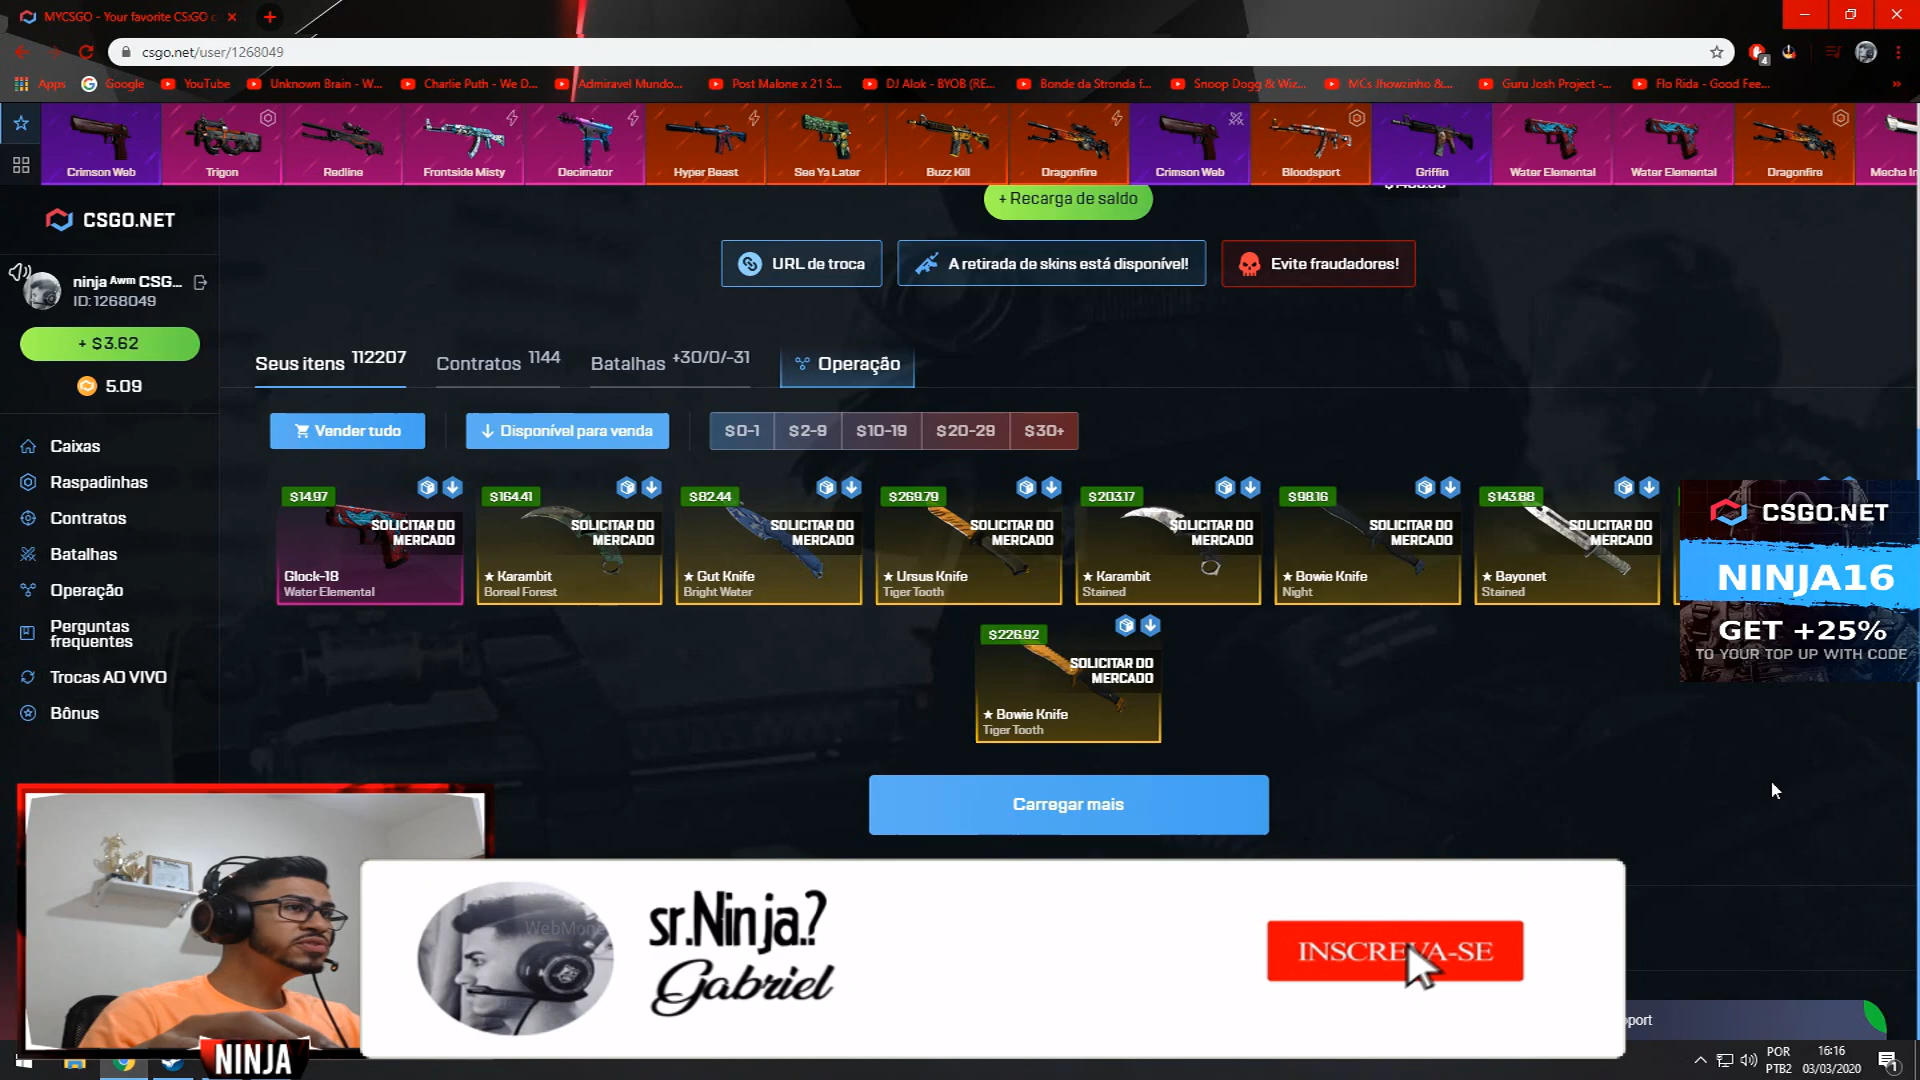 MYCSGO - Your favorite CS:GO c
csgo.net/user/1268049
4
Apps
Google
YouTube
Unknown Brain - W...
Charlie Puth - We D...
Admiravel Mundo...
Post Malone x 21 S...
DJ Alok - BYOB (RE...
Bonde da Stronda f...
Snoop Dogg & Wiz...
MCs Jhowzinho &...
Guru Josh Project -...
Flo Rida - Good Fee...
»
Crimson Web
Trigon
Redline
Frontside Misty
Decimator
Hyper Beast
See Ya Later
Buzz Kill
Dragonfire
Crimson Web
Bloodsport
Griffin
Water Elemental
Water Elemental
Dragonfire
Mecha In
CSGO.NET
+ Recarga de saldo
URL de troca
A retirada de skins está disponível!
Evite fraudadores!
ninja Awm CSG...
ID:1268049
+ $3.62
5.09
Seus itens 112207
Contratos 1144
Batalhas +30/0/-31
Operação
Vender tudo
Disponível para venda
$0-1
$2-9
$10-19
$20-29
$30+
Caixas
Raspadinhas
Contratos
Batalhas
Operação
Perguntas
frequentes
Trocas AO VIVO
Bônus
$14.97
SOLICITAR DO
MERCADO
Glock-18
Water Elemental
$164.41
SOLICITAR DO
MERCADO
★ Karambit
Boreal Forest
$82.44
SOLICITAR DO
MERCADO
★ Gut Knife
Bright Water
$269.79
SOLICITAR DO
MERCADO
★ Ursus Knife
Tiger Tooth
$203.17
SOLICITAR DO
MERCADO
★ Karambit
Stained
$98.16
SOLICITAR DO
MERCADO
★ Bowie Knife
Night
$143.88
SOLICITAR DO
MERCADO
★ Bayonet
Stained
CSGO.NET
NINJA16
GET +25%
TO YOUR TOP UP WITH CODE
$226.92
SOLICITAR DO
MERCADO
★ Bowie Knife
Tiger Tooth
Carregar mais
sr.Ninja.?
Gabriel
WebMone
INSCREVA-SE
NINJA
port
POR
PTB2
16:16
03/03/2020
1